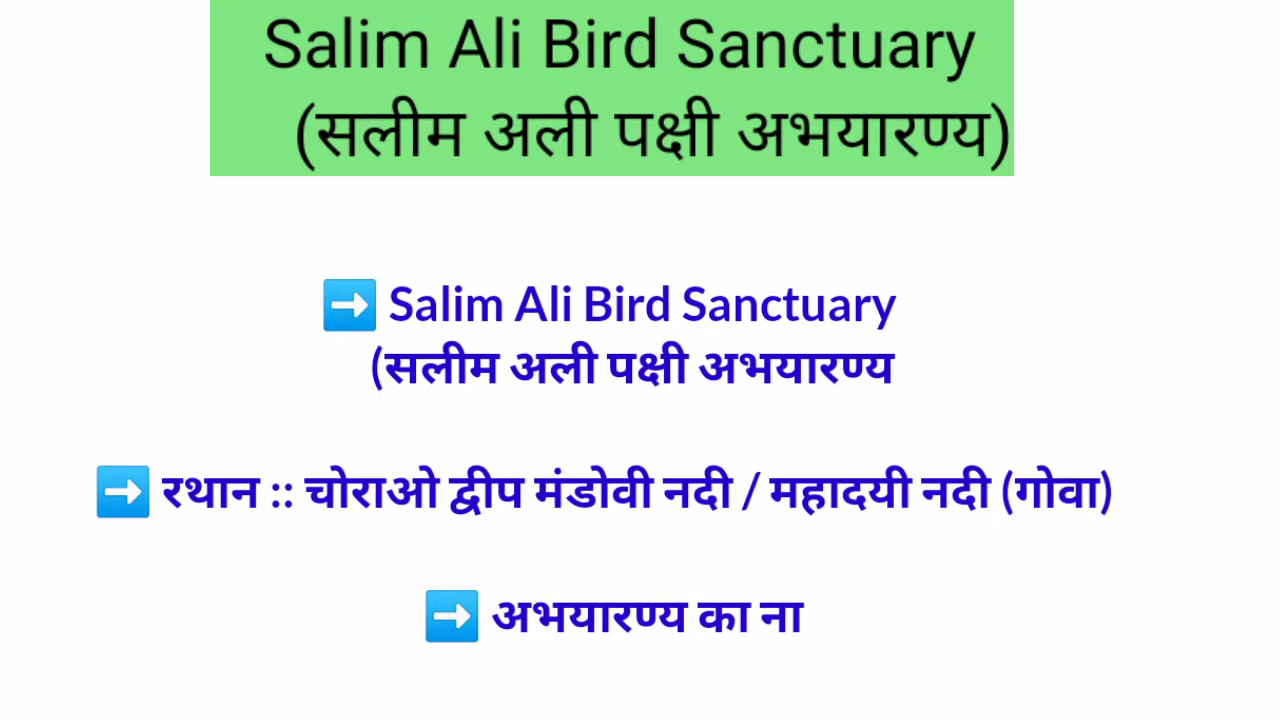 Salim Ali Bird Sanctuary
(सलीम अली पक्षी अभयारण्य)
➡️ Salim Ali Bird Sanctuary
(सलीम अली पक्षी अभयारण्य
➡️ रथान :: चोराओ द्वीप मंडोवी नदी / महादयी नदी (गोवा)
➡️ अभयारण्य का ना